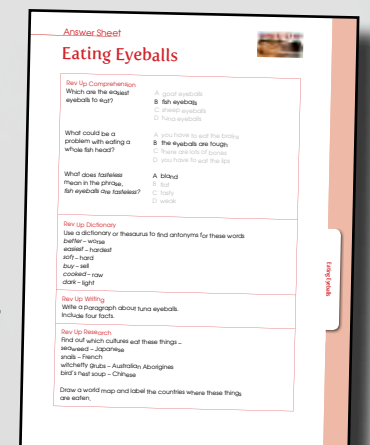 Answer Sheet
Eating Eyeballs
Rev Up Comprehension
Which are the easiest
eyeballs to eat?
A goat eyeballs
B fish eyeballs
C sheep eyeballs
D tuna eyeballs
What could be a
problem with eating a
whole fish head?
A you have to eat the brains
B the eyeballs are tough
C there are lots of bones
D you have to eat the lips
What does tasteless
mean in the phrase,
fish eyeballs are tasteless?
A bland
B flat
C tasty
D weak
Rev Up Dictionary
Use a dictionary or thesaurus to find antonyms for these words
better – worse
easiest – hardest
soft – hard
buy – sell
cooked – raw
dark – light
Rev Up Writing
Write a paragraph about tuna eyeballs.
Include four facts.
Rev Up Research
Find out which cultures eat these things –
seaweed – Japanese
snails – French
witchetty grubs – Australian Aborigines
bird's nest soup – Chinese
Draw a world map and label the countries where these things
are eaten.
Eating Eyeballs